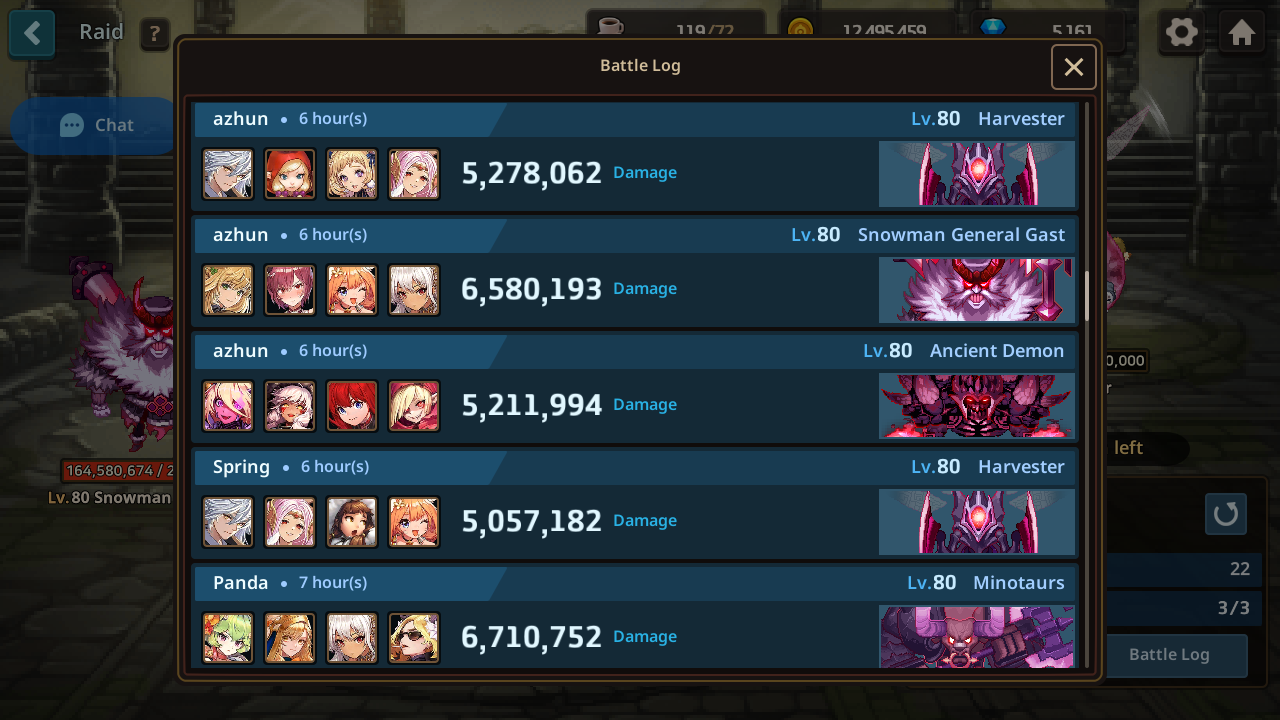 Raid ?
119/72 12,495,459 5,161
Battle Log
Chat
azhun • 6 hour(s) Lv.80 Harvester
5,278,062 Damage
azhun • 6 hour(s) Lv.80 Snowman General Gast
6,580,193 Damage
azhun • 6 hour(s) Lv.80 Ancient Demon
5,211,994 Damage
Spring • 6 hour(s) Lv.80 Harvester
5,057,182 Damage
Panda • 7 hour(s) Lv.80 Minotaurs
6,710,752 Damage
164,580,674 / 2
Lv.80 Snowman
0,000
r
left
22
3/3
Battle Log